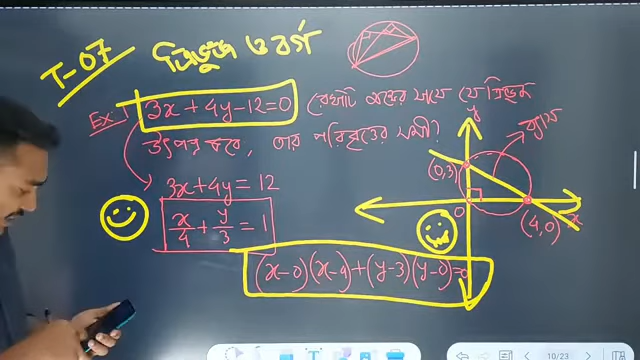 T-07 ত্রিভুজ ও বর্গ
Ex: 3x+4y-12=0 রেখাটি অক্ষের সাথে যে ত্রিভুজ
উৎপন্ন করে, তার পরিবৃত্তের সমী?
ব্যাস
y
(0,3)
3x+4y=12
x/4 + y/3 = 1
0
(4,0)
x
(x-0)(x-4)+(y-3)(y-0)=0
10/23